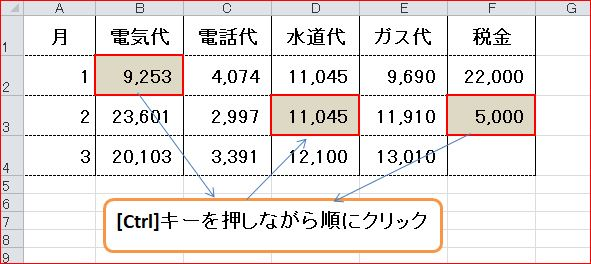 A B C D E F G
1 月 電気代 電話代 水道代 ガス代 税金
2 1 9,253 4,074 11,045 9,690 22,000
3 2 23,601 2,997 11,045 11,910 5,000
4 3 20,103 3,391 12,100 13,010
5
6
7 [Ctrl]キーを押しながら順にクリック
8
9